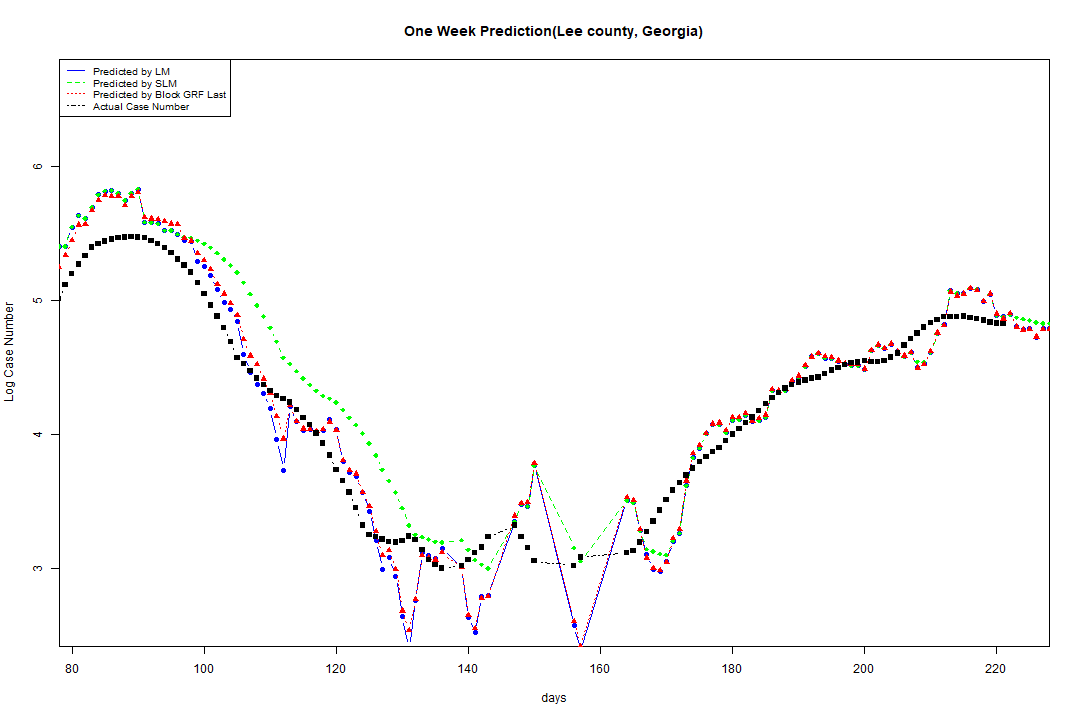 One Week Prediction(Lee county, Georgia)
Predicted by LM
Predicted by SLM
Predicted by Block GRF Last
Actual Case Number
6
5
4
3
Log Case Number
80 100 120 140 160 180 200 220
days